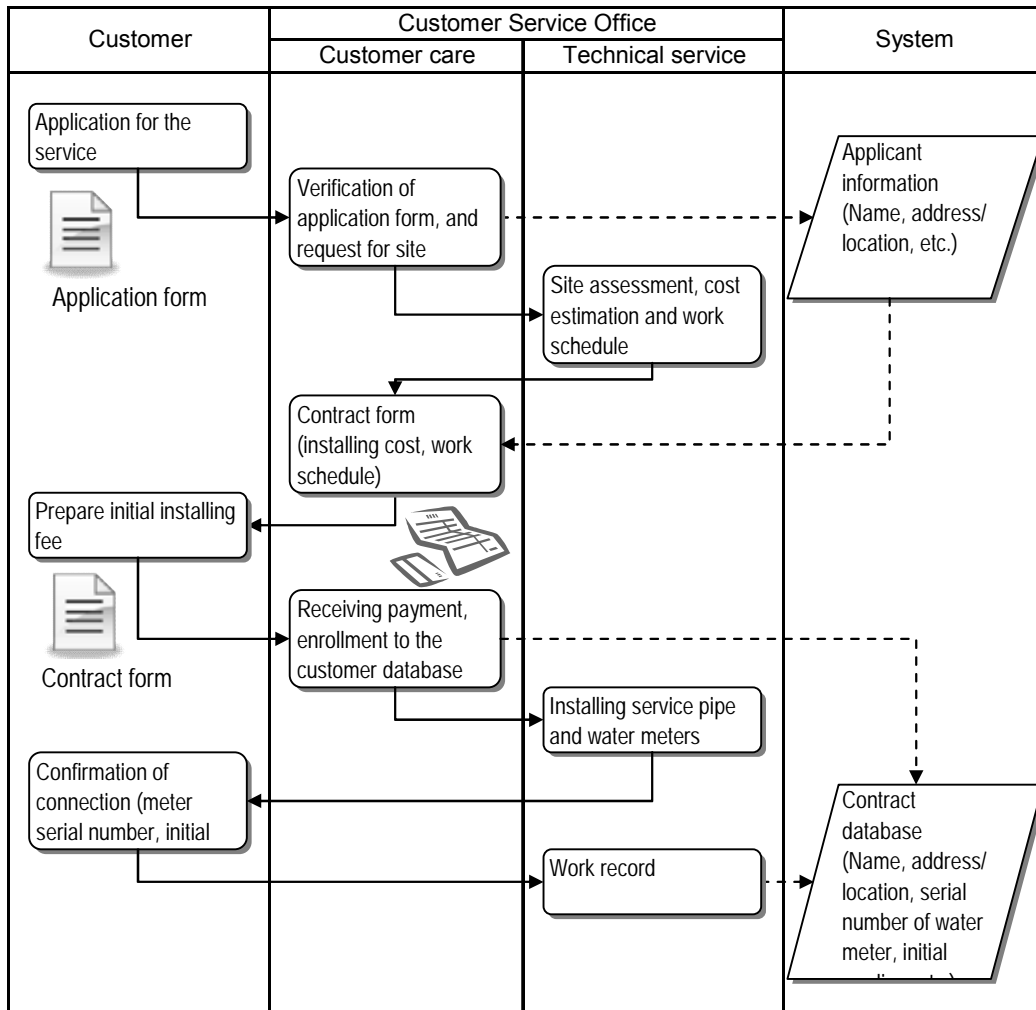 Customer
Customer Service Office
System
Customer care
Technical service
Application for the
service
Application form
Verification of
application form, and
request for site
Applicant
information
(Name, address/
location, etc.)
Site assessment, cost
estimation and work
schedule
Contract form
(installing cost, work
schedule)
Prepare initial installing
fee
Contract form
Receiving payment,
enrollment to the
customer database
Installing service pipe
and water meters
Confirmation of
connection (meter
serial number, initial
Work record
Contract
database
(Name, address/
location, serial
number of water
meter, initial